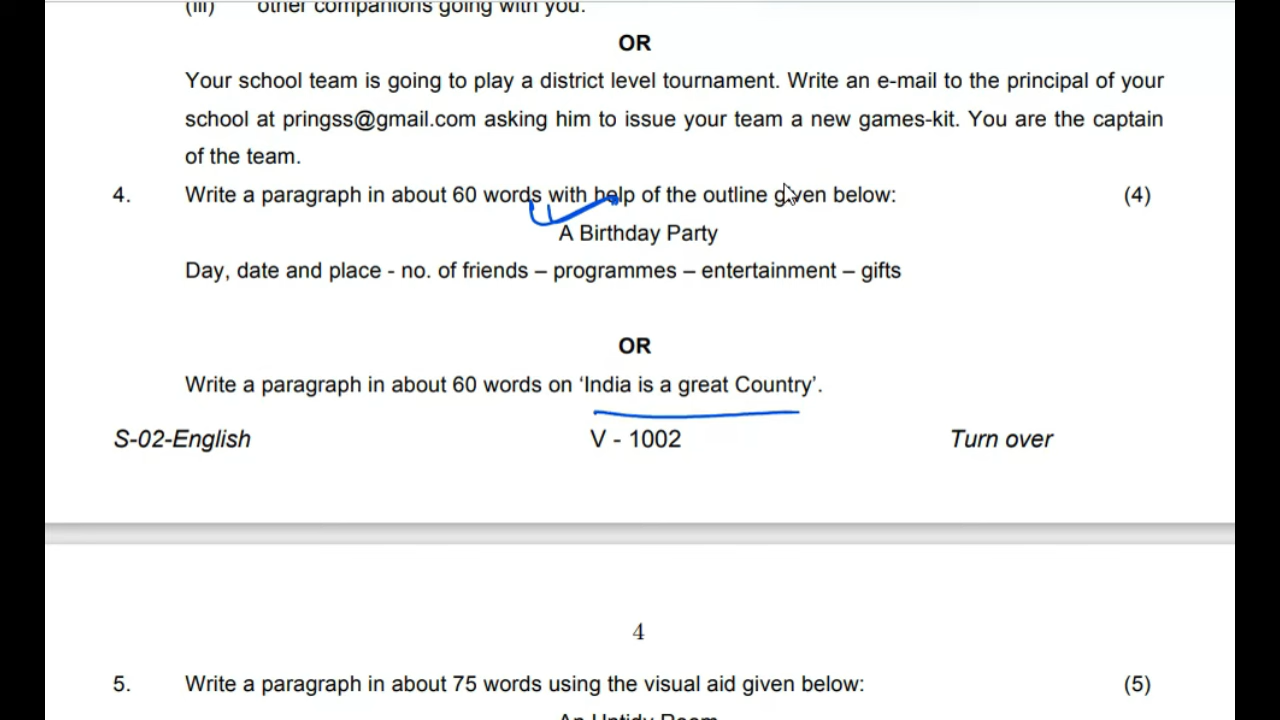 (iii) other companions going with you.
OR
Your school team is going to play a district level tournament. Write an e-mail to the principal of your
school at pringss@gmail.com asking him to issue your team a new games-kit. You are the captain
of the team.
4. Write a paragraph in about 60 words with help of the outline given below: (4)
A Birthday Party
Day, date and place - no. of friends – programmes – entertainment – gifts
OR
Write a paragraph in about 60 words on ‘India is a great Country’.
S-02-English V - 1002 Turn over
4
5. Write a paragraph in about 75 words using the visual aid given below: (5)
An Untidy Room